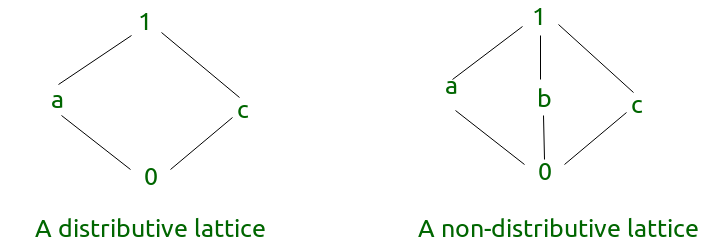 1
a
c
0
A distributive lattice
1
a
b
c
0
A non-distributive lattice